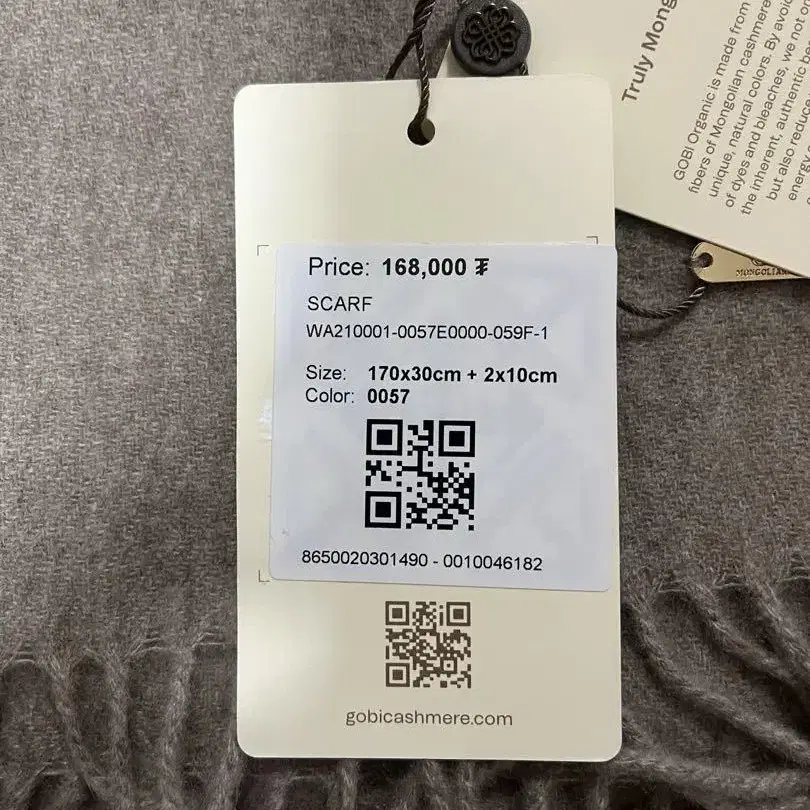 Price: 168,000 ₮
SCARF
WA210001-0057E0000-059F-1
Size: 170x30cm + 2x10cm
Color: 0057
8650020301490 - 0010046182
gobicashmere.com
Truly Mong
GOBI Organic is made from
fibers of Mongolian cashmere
unique, natural colors. By avoi
of dyes and bleaches, we not o
the inherent, authentic be
but also reduc
energy
MONGOLIAN